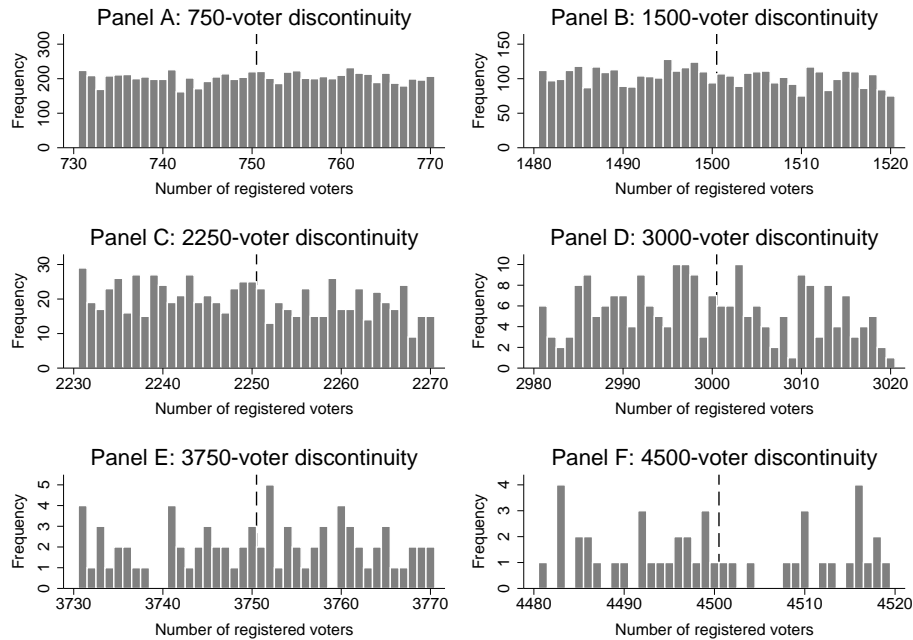 Panel A: 750-voter discontinuity
Frequency
0 100 200 300
730 740 750 760 770
Number of registered voters
Panel B: 1500-voter discontinuity
Frequency
0 50 100 150
1480 1490 1500 1510 1520
Number of registered voters
Panel C: 2250-voter discontinuity
Frequency
0 10 20 30
2230 2240 2250 2260 2270
Number of registered voters
Panel D: 3000-voter discontinuity
Frequency
0 2 4 6 8 10
2980 2990 3000 3010 3020
Number of registered voters
Panel E: 3750-voter discontinuity
Frequency
0 1 2 3 4 5
3730 3740 3750 3760 3770
Number of registered voters
Panel F: 4500-voter discontinuity
Frequency
0 1 2 3 4
4480 4490 4500 4510 4520
Number of registered voters